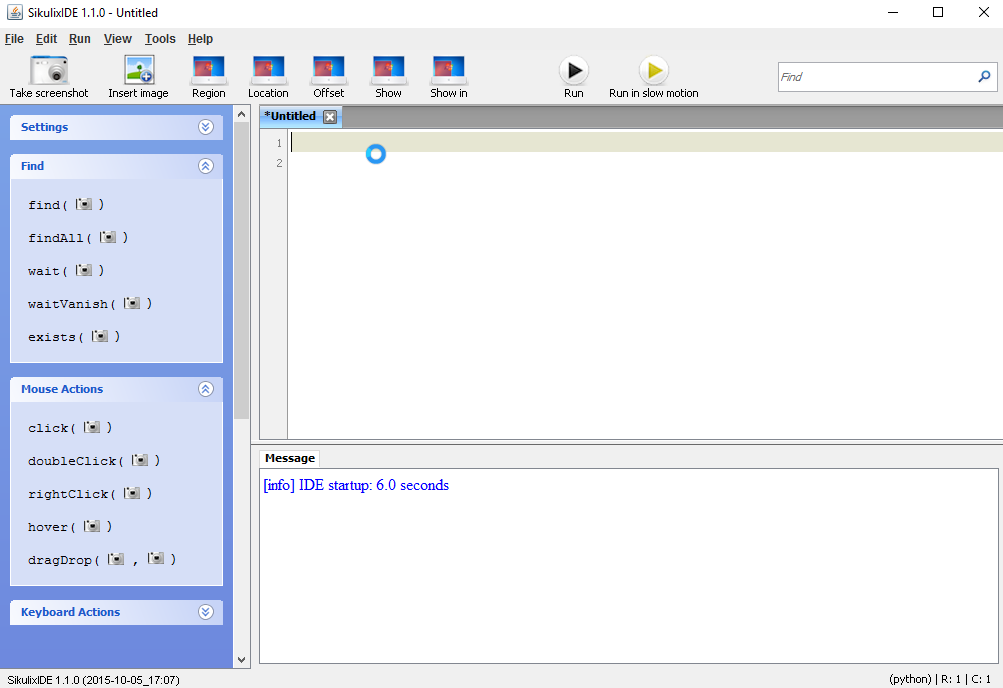 SikulixIDE 1.1.0 - Untitled
File Edit Run View Tools Help
Take screenshot Insert image Region Location Offset Show Show in Run Run in slow motion Find
Settings
Find
find( )
findAll( )
wait( )
waitVanish( )
exists( )
Mouse Actions
click( )
doubleClick( )
rightClick( )
hover( )
dragDrop( , )
Keyboard Actions
*Untitled
1
2
Message
[info] IDE startup: 6.0 seconds
SikulixIDE 1.1.0 (2015-10-05_17:07) (python) | R: 1 | C: 1